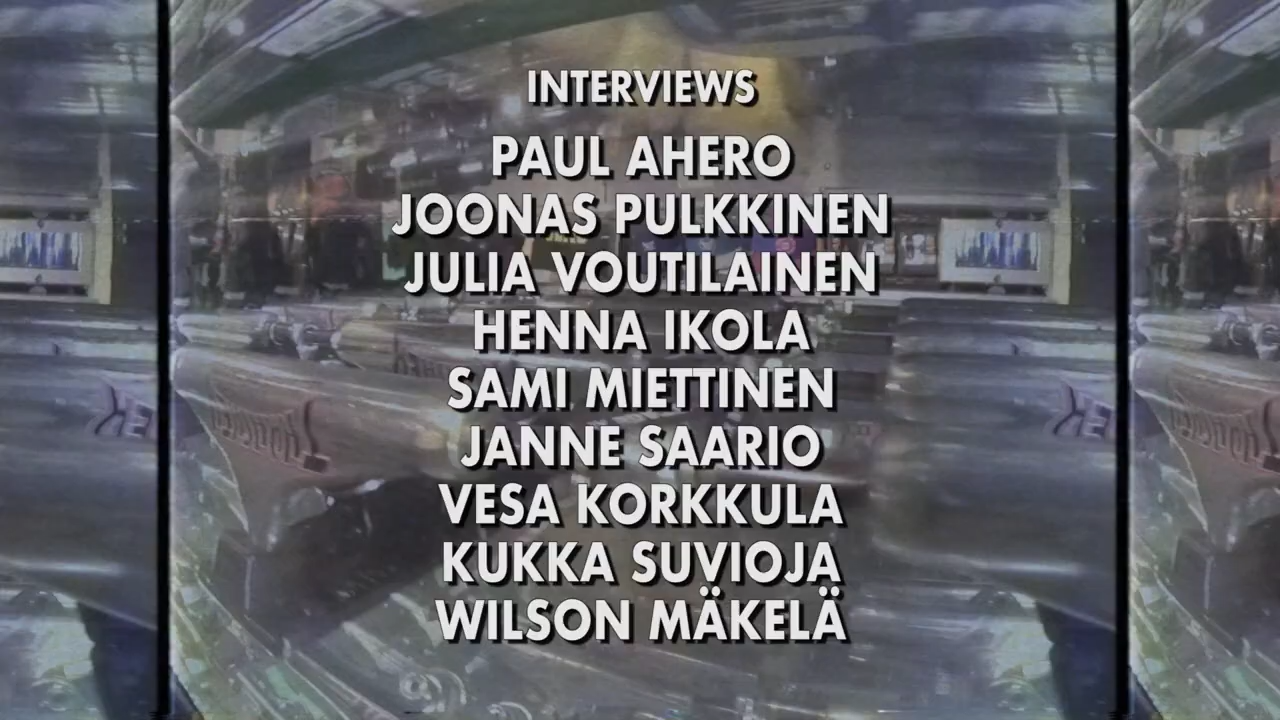 INTERVIEWS
PAUL AHERO
JOONAS PULKKINEN
JULIA VOUTILAINEN
HENNA IKOLA
SAMI MIETTINEN
JANNE SAARIO
VESA KORKKULA
KUKKA SUVIOJA
WILSON MÄKELÄ